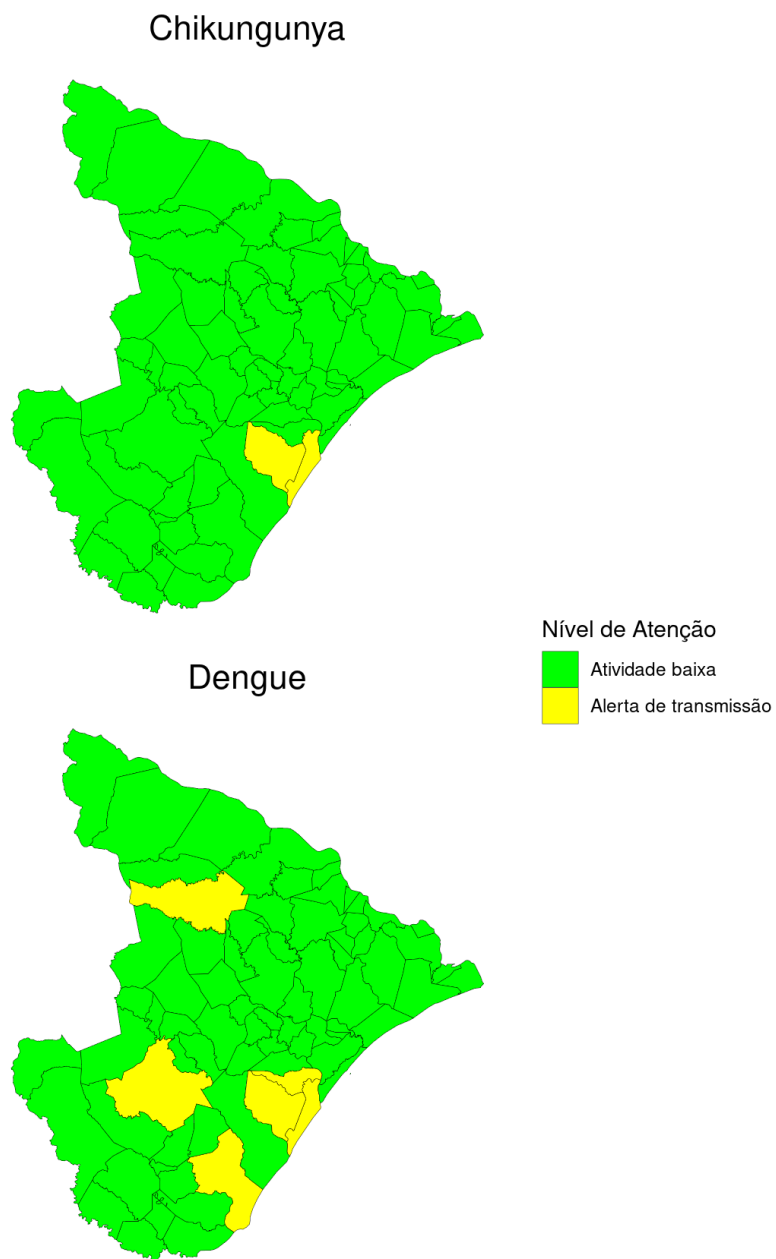 Chikungunya
Nível de Atenção
Atividade baixa
Alerta de transmissão
Dengue